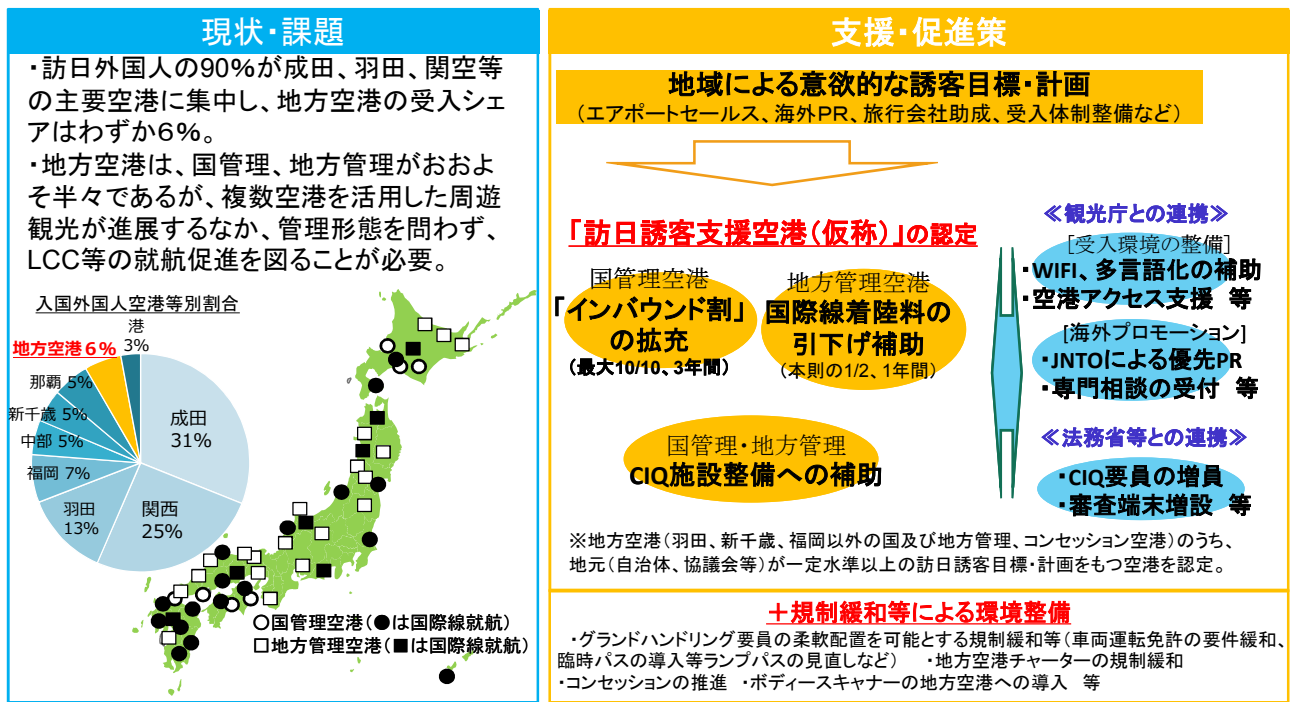 現状・課題
・訪日外国人の90%が成田、羽田、関空等
の主要空港に集中し、地方空港の受入シェ
アはわずか6%。
・地方空港は、国管理、地方管理がおおよ
そ半々であるが、複数空港を活用した周遊
観光が進展するなか、管理形態を問わず、
LCC等の就航促進を図ることが必要。
入国外国人空港等別割合
港
3%
地方空港6%
那覇 5%
新千歳 5%
中部 5%
福岡 7%
羽田
13%
関西
25%
成田
31%
○国管理空港(●は国際線就航)
□地方管理空港(■は国際線就航)
支援・促進策
地域による意欲的な誘客目標・計画
(エアポートセールス、海外PR、旅行会社助成、受入体制整備など)
「訪日誘客支援空港(仮称)」の認定
国管理空港
「インバウンド割」
の拡充
(最大10/10、3年間)
地方管理空港
国際線着陸料の
引下げ補助
(本則の1/2、1年間)
国管理・地方管理
CIQ施設整備への補助
≪観光庁との連携≫
[受入環境の整備]
・WIFI、多言語化の補助
・空港アクセス支援 等
[海外プロモーション]
・JNTOによる優先PR
・専門相談の受付 等
≪法務省等との連携≫
・CIQ要員の増員
・審査端末増設 等
※地方空港(羽田、新千歳、福岡以外の国及び地方管理、コンセッション空港)のうち、
地元(自治体、協議会等)が一定水準以上の訪日誘客目標・計画をもつ空港を認定。
+規制緩和等による環境整備
・グランドハンドリング要員の柔軟配置を可能とする規制緩和等(車両運転免許の要件緩和、
臨時パスの導入等ランプパスの見直しなど) ・地方空港チャーターの規制緩和
・コンセッションの推進 ・ボディースキャナーの地方空港への導入 等